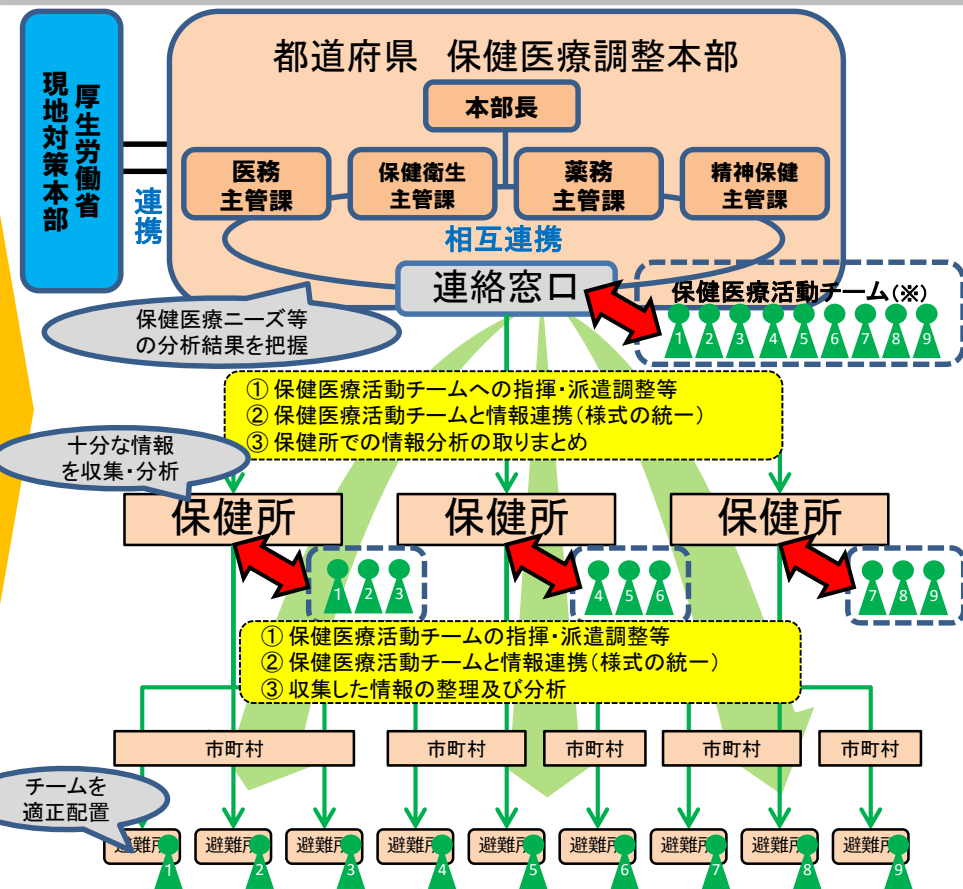 都道府県 保健医療調整本部
本部長
厚生労働省
現地対策本部
連携
医務
主管課
保健衛生
主管課
薬務
主管課
精神保健
主管課
相互連携
連絡窓口
保健医療活動チーム(※)
1 2 3 4 5 6 7 8 9
保健医療ニーズ等
の分析結果を把握
① 保健医療活動チームへの指揮・派遣調整等
② 保健医療活動チームと情報連携(様式の統一)
③ 保健所での情報分析の取りまとめ
十分な情報
を収集・分析
保健所 保健所 保健所
1 2 3 4 5 6 7 8 9
① 保健医療活動チームの指揮・派遣調整等
② 保健医療活動チームと情報連携(様式の統一)
③ 収集した情報の整理及び分析
市町村 市町村 市町村 市町村 市町村
チームを
適正配置
避難所 避難所 避難所 避難所 避難所 避難所 避難所 避難所 避難所
1 2 3 4 5 6 7 8 9